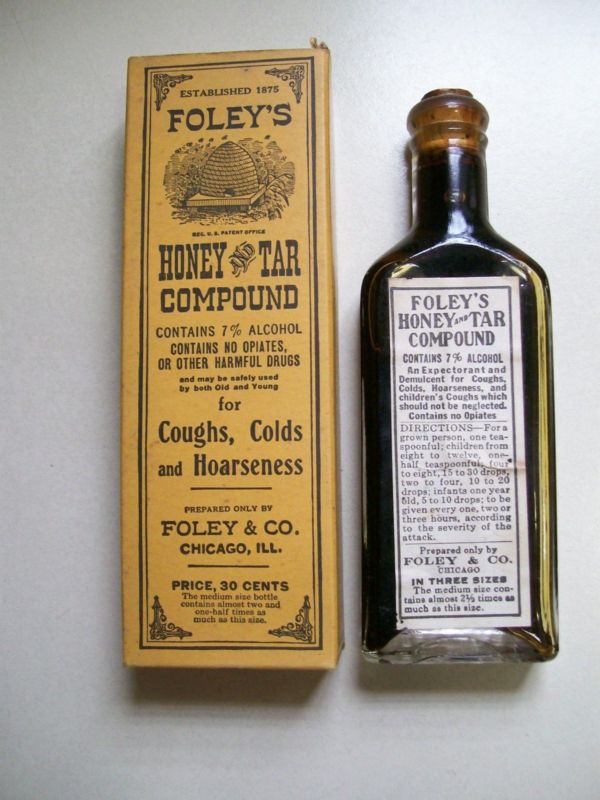 ESTABLISHED 1875
FOLEY'S
REG. U.S. PATENT OFFICE
HONEY AND TAR
COMPOUND
CONTAINS 7% ALCOHOL
CONTAINS NO OPIATES,
OR OTHER HARMFUL DRUGS
and may be safely used
by both Old and Young
for
Coughs, Colds
and Hoarseness
PREPARED ONLY BY
FOLEY & CO.
CHICAGO, ILL.
PRICE, 30 CENTS
The medium size bottle
contains almost two and
one-half times as
much as this size.
FOLEY'S
HONEY AND TAR
COMPOUND
CONTAINS 7% ALCOHOL
An Expectorant and
Demulcent for Coughs,
Colds, Hoarseness, and
children's Coughs which
should not be neglected.
Contains no Opiates
DIRECTIONS—For a
grown person, one tea-
spoonful; children from
eight to twelve, one-
half teaspoonful; four
to eight, 15 to 30 drops,
two to four, 10 to 20
drops; infants one year
old, 5 to 10 drops; to be
given every one, two or
three hours, according
to the severity of the
attack.
Prepared only by
FOLEY & CO.
CHICAGO
IN THREE SIZES
The medium size con-
tains almost 2½ times as
much as this size.